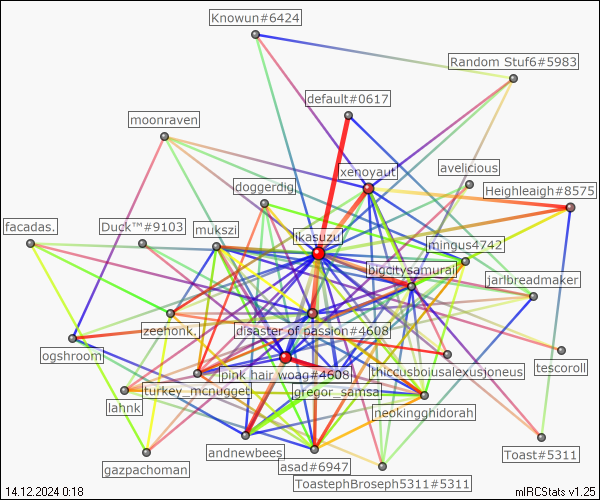 Knowun#6424
Random Stuf6#5983
default#0617
moonraven
xenoyaut
avelicious
doggerdig
Heighleaigh#8575
facadas.
Duck™#9103
mukszi
ikasuzu
mingus4742
bigcitysamurai
jarlbreadmaker
zeehonk,
disaster of passion#4608
ogshroom
pink hair woag#4608
thiccusboiusalexusjoneus
tescroll
turkey_mcnugget
gregor_samsa
lahnk
neokingghidorah
andnewbees
Toast#5311
gazpachoman
asad#6947
ToastephBroseph5311#5311
14.12.2024 0:18
mIRCStats v1.25